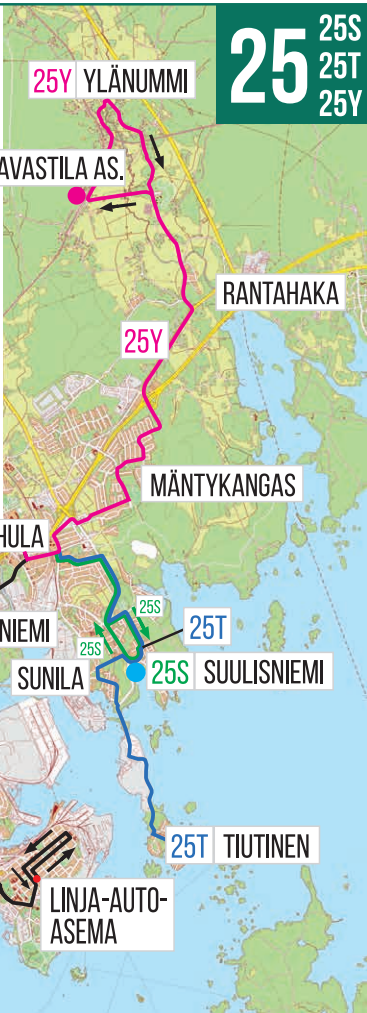 25
25S
25T
25Y
25Y YLÄNUMMI
AVASTILA AS.
RANTAHAKA
25Y
MÄNTYKANGAS
HULA
25S
NIEMI
25S
25T
SUNILA
25S SUULISNIEMI
25T TIUTINEN
LINJA-AUTO-
ASEMA